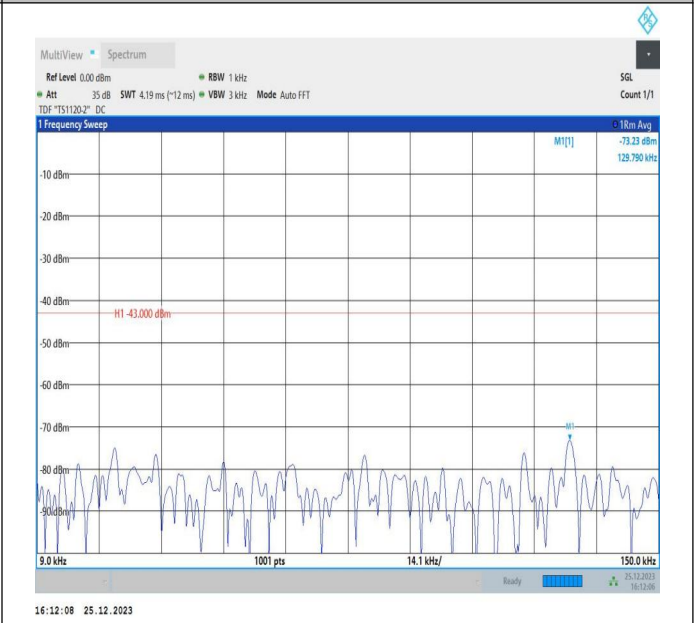 R S
MultiView Spectrum
Ref Level 0.00 dBm RBW 1 kHz SGL
Att 35 dB SWT 4.19 ms (~12 ms) VBW 3 kHz Mode Auto FFT Count 1/1
TDF "TS1120-2" DC
1 Frequency Sweep 1Rm Avg
M1[1] -73.23 dBm
129.790 kHz
-10 dBm
-20 dBm
-30 dBm
-40 dBm
H1 -43.000 dBm
-50 dBm
-60 dBm
-70 dBm
M1
-80 dBm
-90 dBm
9.0 kHz 1001 pts 14.1 kHz/ 150.0 kHz
Ready 25.12.2023
16:12:06
16:12:08 25.12.2023